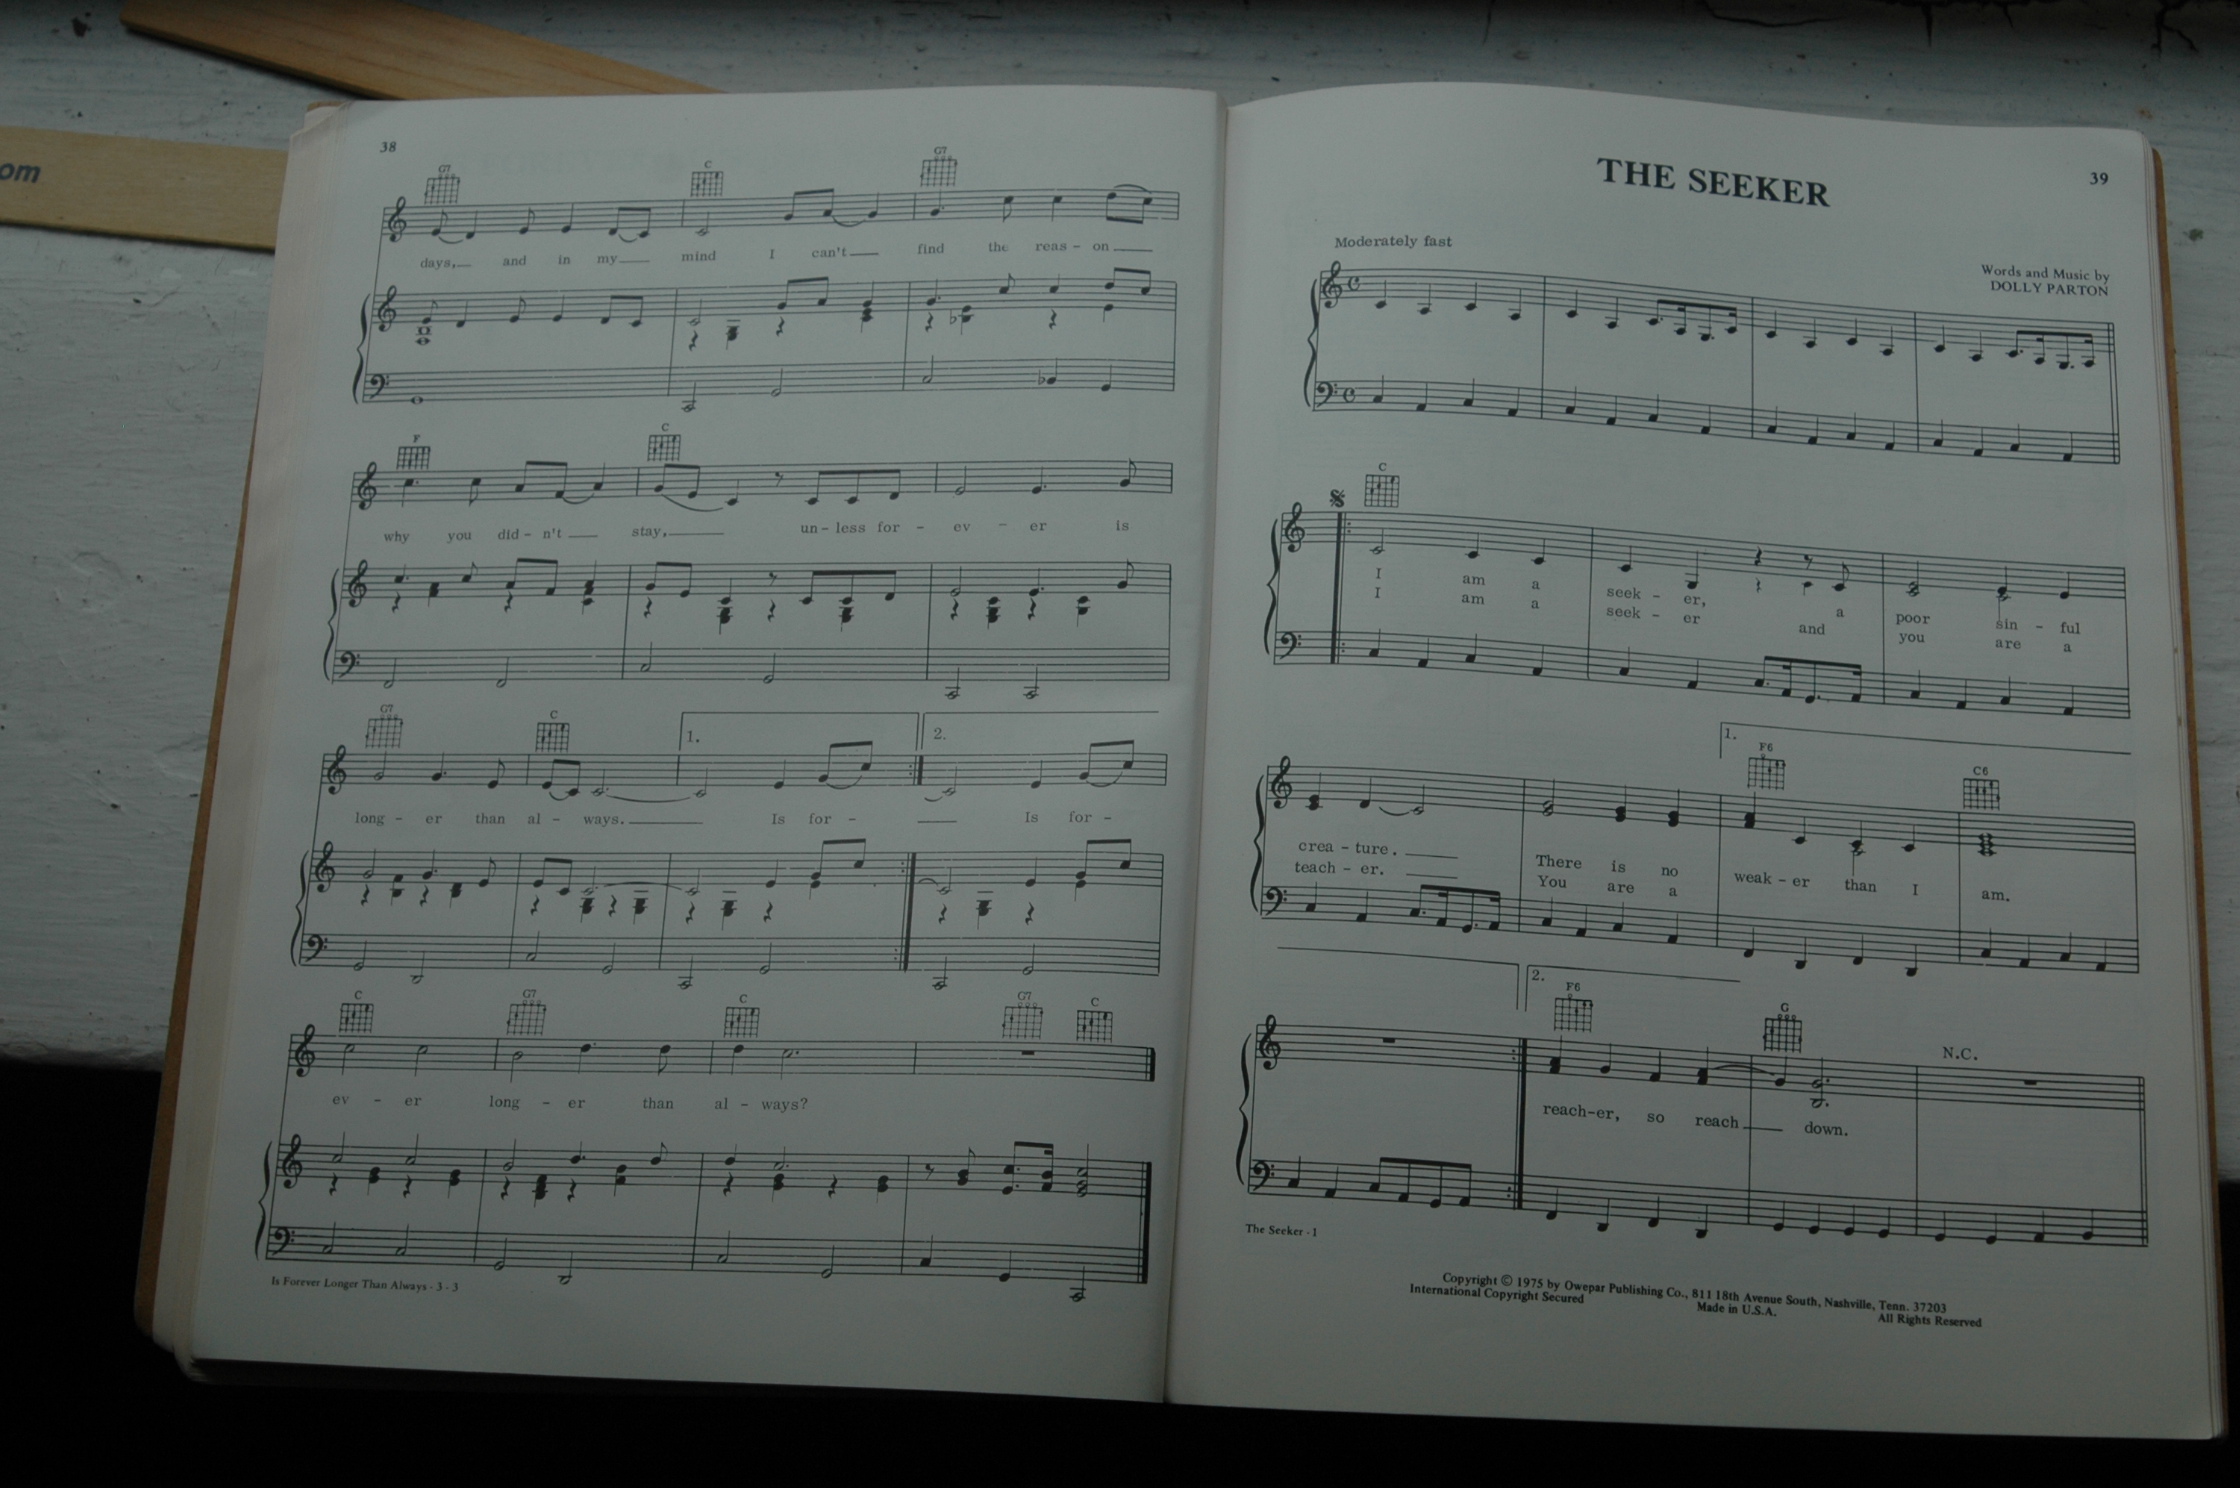 om
38
G7 C G7
days, and in my mind I can't find the reas - on
F C
why you did - n't stay, un - less for - ev - er is
G7 C 1. 2.
long - er than al - ways. Is for - Is for -
C G7 C G7 C
ev - er long - er than al - ways?
Is Forever Longer Than Always - 3 - 3
39
THE SEEKER
Moderately fast
Words and Music by
DOLLY PARTON
C
I am a seek - er, a poor sin - ful
I am a seek - er and you are a
1.
F6 C6
crea - ture. There is no weak - er than I am.
teach - er. You are a
2.
F6 G N.C.
reach-er, so reach down.
The Seeker - 1
Copyright © 1975 by Owepar Publishing Co., 811 18th Avenue South, Nashville, Tenn. 37203
International Copyright Secured Made in U.S.A. All Rights Reserved